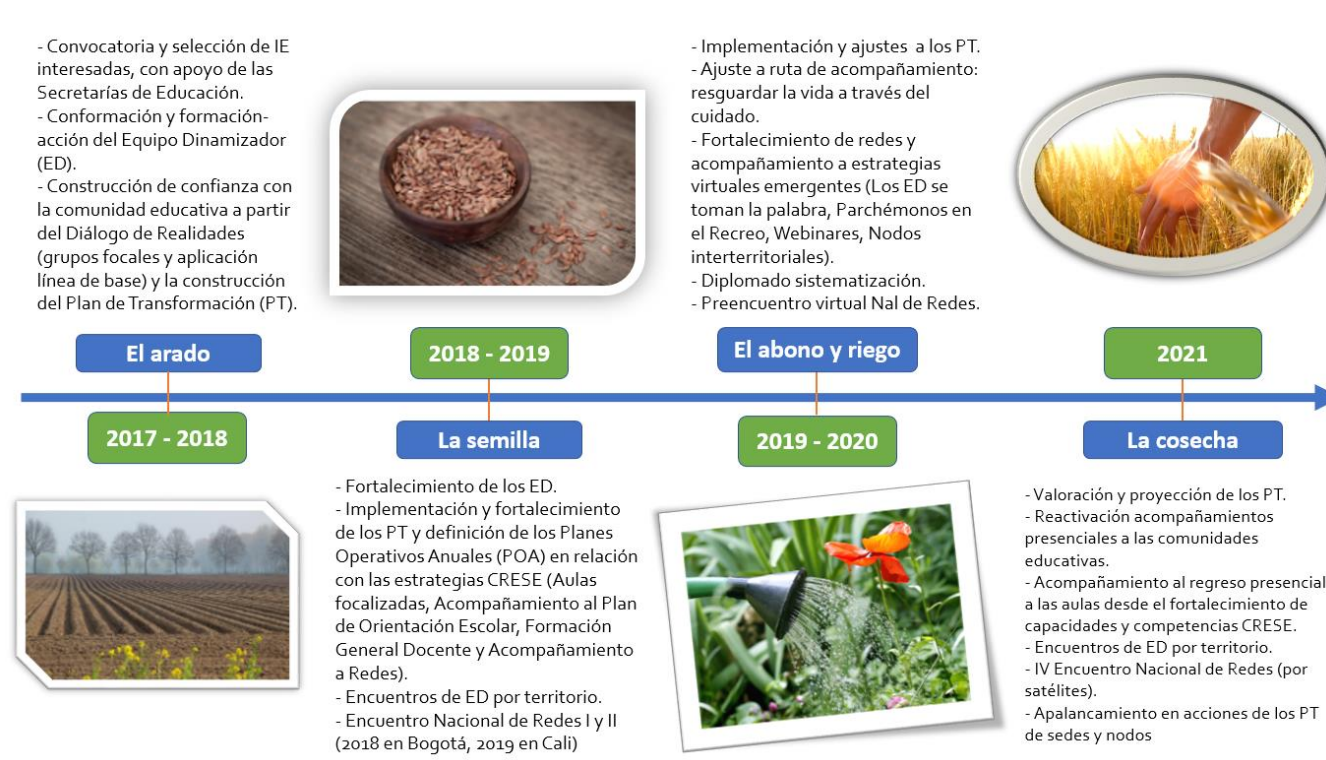 - Convocatoria y selección de IE
interesadas, con apoyo de las
Secretarías de Educación.
- Conformación y formación-
acción del Equipo Dinamizador
(ED).
- Construcción de confianza con
la comunidad educativa a partir
del Diálogo de Realidades
(grupos focales y aplicación
línea de base) y la construcción
del Plan de Transformación (PT).
El arado
2017 - 2018
2018 - 2019
La semilla
- Fortalecimiento de los ED.
- Implementación y fortalecimiento
de los PT y definición de los Planes
Operativos Anuales (POA) en relación
con las estrategias CRESE (Aulas
focalizadas, Acompañamiento al Plan
de Orientación Escolar, Formación
General Docente y Acompañamiento
a Redes).
- Encuentros de ED por territorio.
- Encuentro Nacional de Redes I y II
(2018 en Bogotá, 2019 en Cali)
- Implementación y ajustes a los PT.
- Ajuste a ruta de acompañamiento:
resguardar la vida a través del
cuidado.
- Fortalecimiento de redes y
acompañamiento a estrategias
virtuales emergentes (Los ED se
toman la palabra, Parchémonos en
el Recreo, Webinares, Nodos
interterritoriales).
- Diplomado sistematización.
- Preencuentro virtual Nal de Redes.
El abono y riego
2019 - 2020
2021
La cosecha
- Valoración y proyección de los PT.
- Reactivación acompañamientos
presenciales a las comunidades
educativas.
- Acompañamiento al regreso presencial
a las aulas desde el fortalecimiento de
capacidades y competencias CRESE.
- Encuentros de ED por territorio.
- IV Encuentro Nacional de Redes (por
satélites).
- Apalancamiento en acciones de los PT
de sedes y nodos